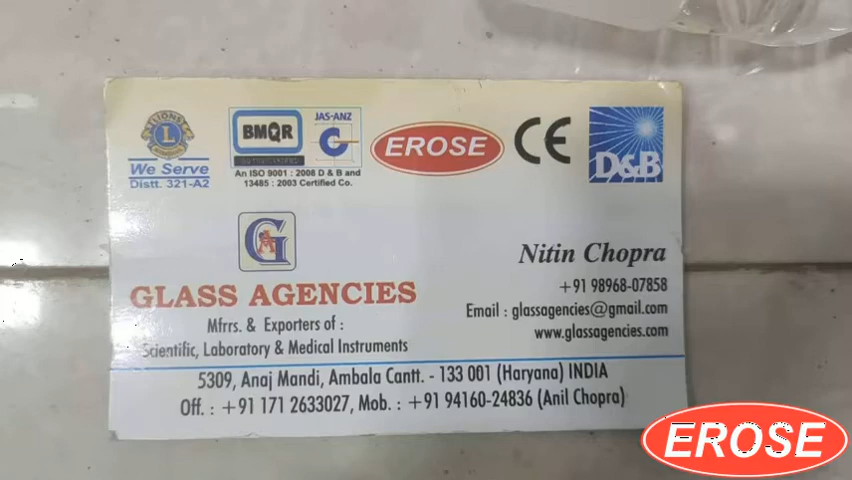 LIONS
L
We Serve
Distt. 321-A2
BMQR
JAS-ANZ
An ISO 9001 : 2008 D & B and
13485 : 2003 Certified Co.
EROSE
CE
D&B
GA
GLASS AGENCIES
Mfrrs. & Exporters of :
Scientific, Laboratory & Medical Instruments
Nitin Chopra
+91 98968-07858
Email : glassagencies@gmail.com
www.glassagencies.com
5309, Anaj Mandi, Ambala Cantt. - 133 001 (Haryana) INDIA
Off. : +91 171 2633027, Mob. : +91 94160-24836 (Anil Chopra)
EROSE